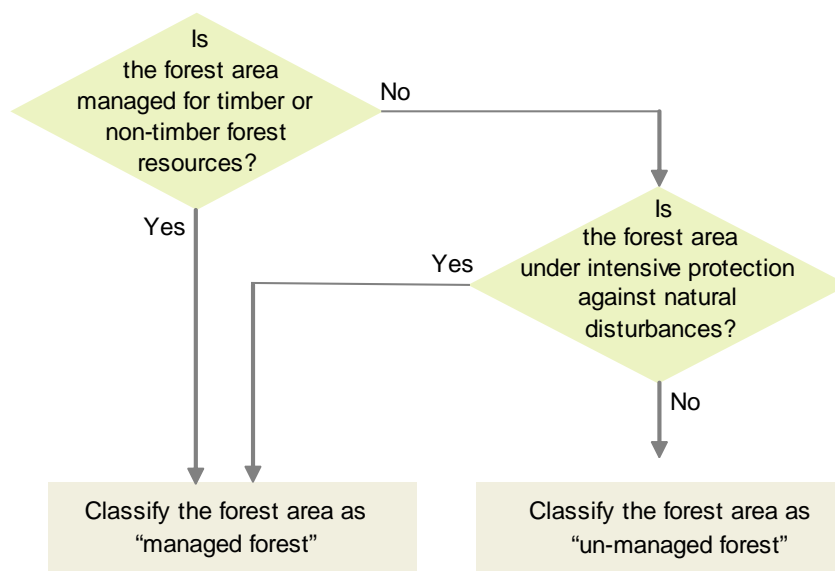 Is
the forest area
managed for timber or
non-timber forest
resources?
No
Yes
Is
the forest area
under intensive protection
against natural
disturbances?
Yes
No
Classify the forest area as
“managed forest”
Classify the forest area as
“un-managed forest”